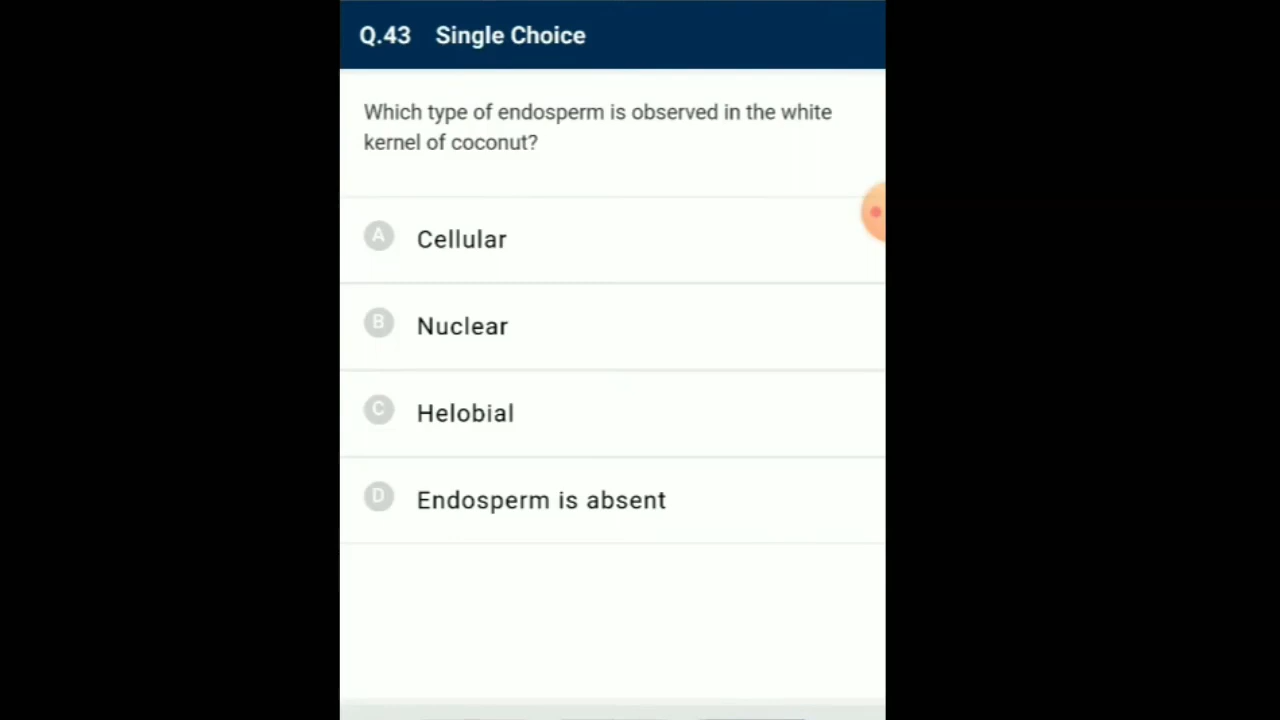 Q.43 Single Choice
Which type of endosperm is observed in the white
kernel of coconut?
A Cellular
B Nuclear
C Helobial
D Endosperm is absent